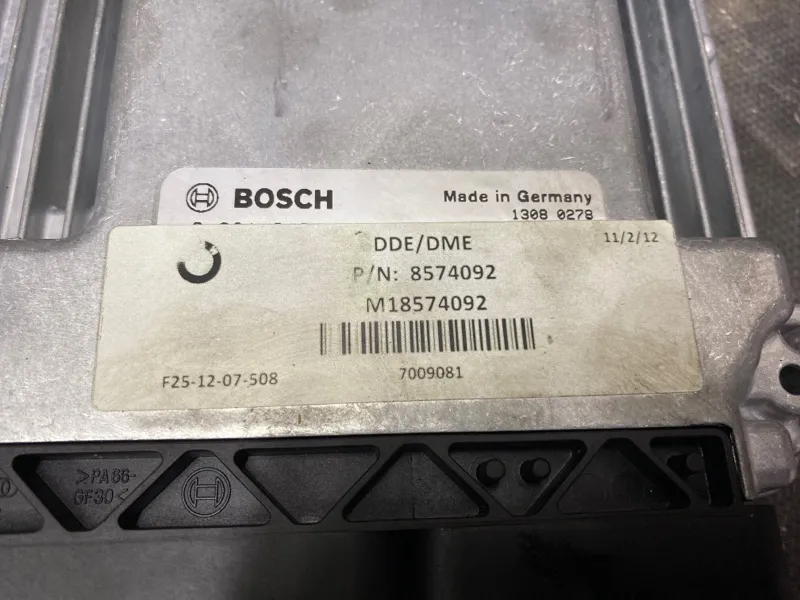 BOSCH
Made in Germany
1308 0278
DDE/DME
11/2/12
P/N: 8574092
M18574092
7009081
F25-12-07-508
>PA66-
GF30<